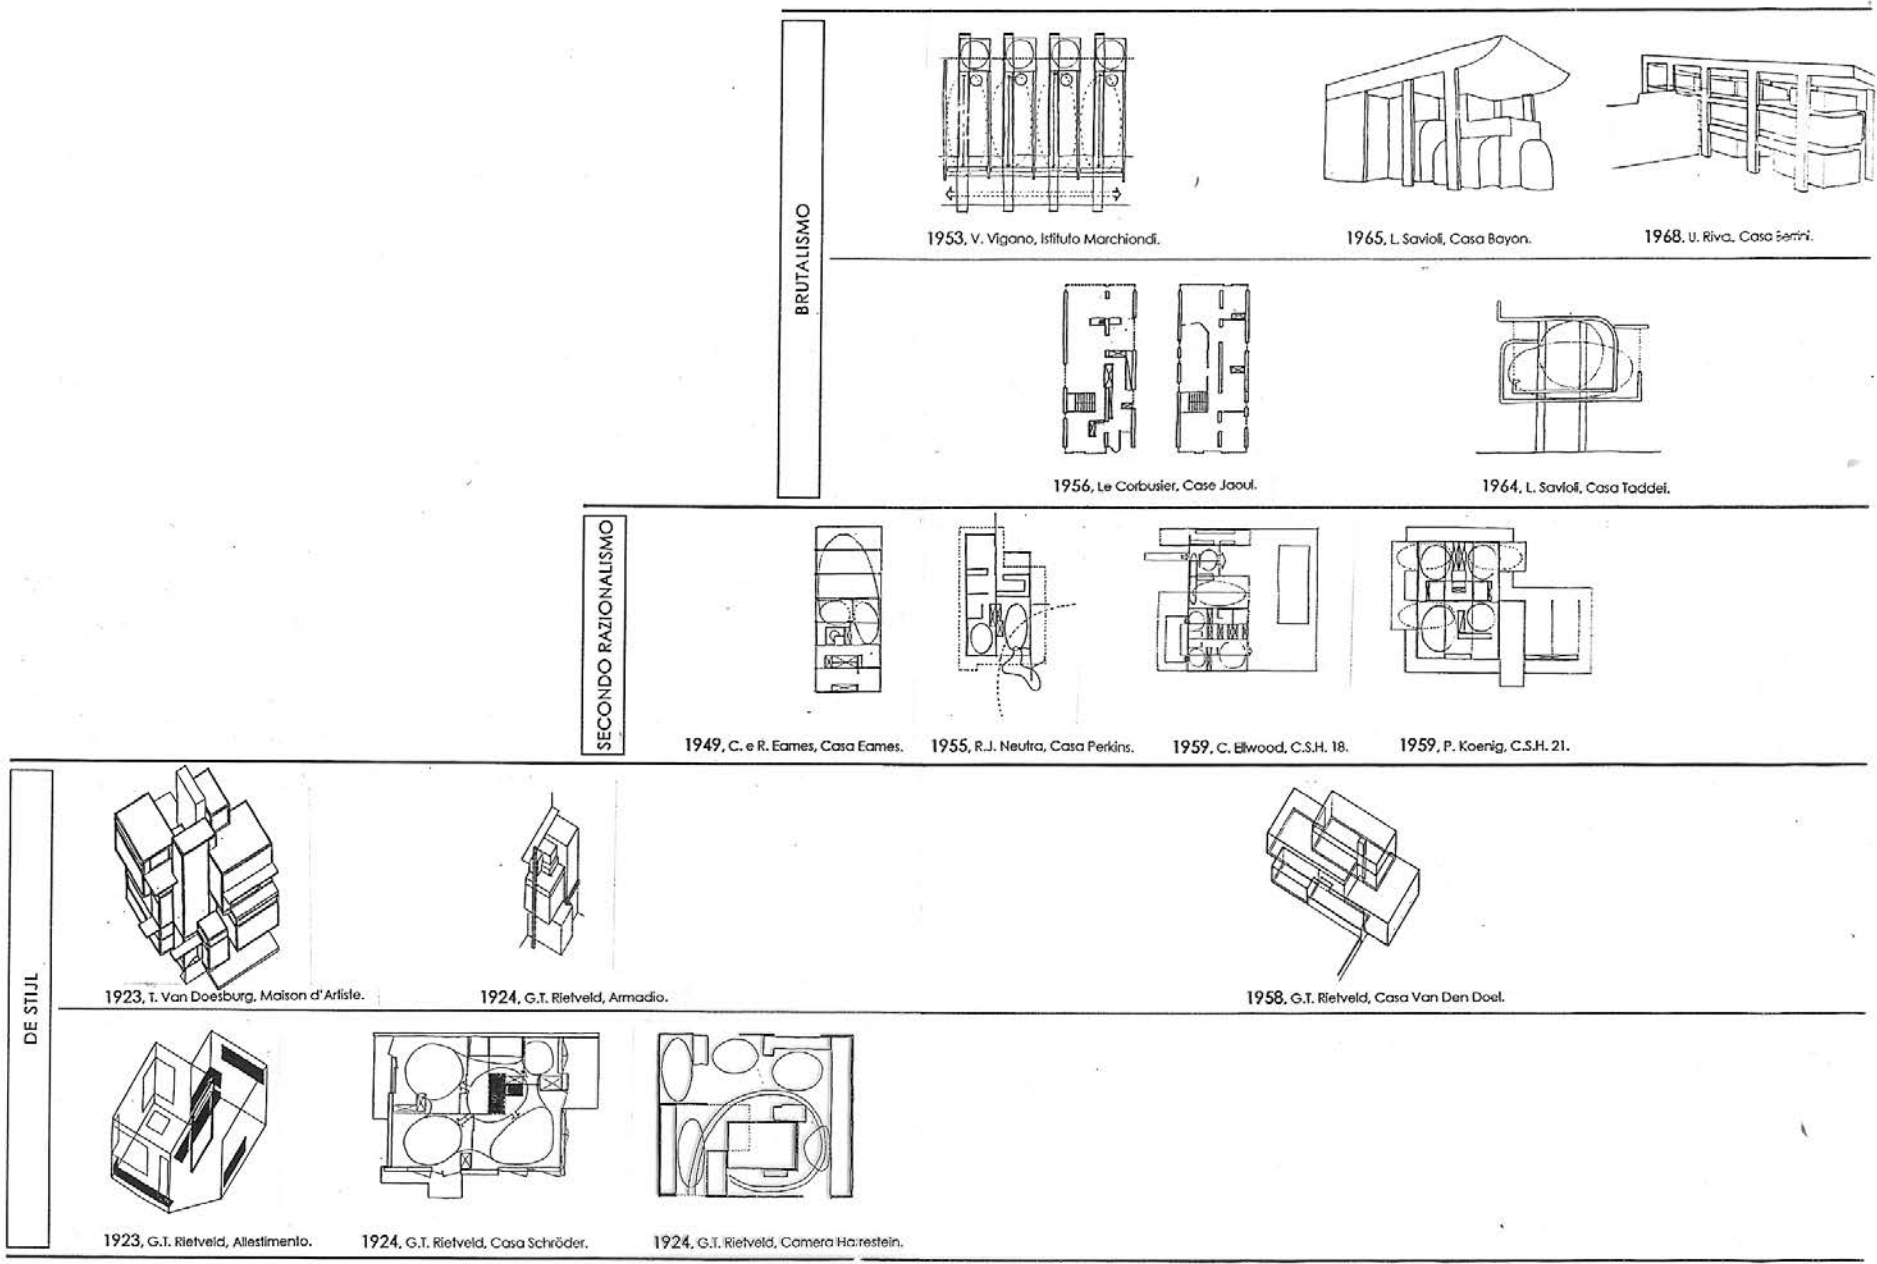 BRUTALISMO
1953, V. Vigano, Istituto Marchiondi.
1965, L. Savioli, Casa Bayon.
1968. U. Riva. Casa Berrini.
1956, Le Corbusier, Case Jaoul.
1964, L. Savioli, Casa Taddei.
SECONDO RAZIONALISMO
1949, C. e R. Eames, Casa Eames.
1955, R.J. Neutra, Casa Perkins.
1959, C. Ellwood, C.S.H. 18.
1959, P. Koenig, C.S.H. 21.
DE STIJL
1923, T. Van Doesburg, Maison d'Artiste.
1924, G.T. Rietveld, Armadio.
1958, G.T. Rietveld, Casa Van Den Doel.
1923, G.T. Rietveld, Allestimento.
1924, G.T. Rietveld, Casa Schröder.
1924, G.T. Rietveld, Camera Harrestein.